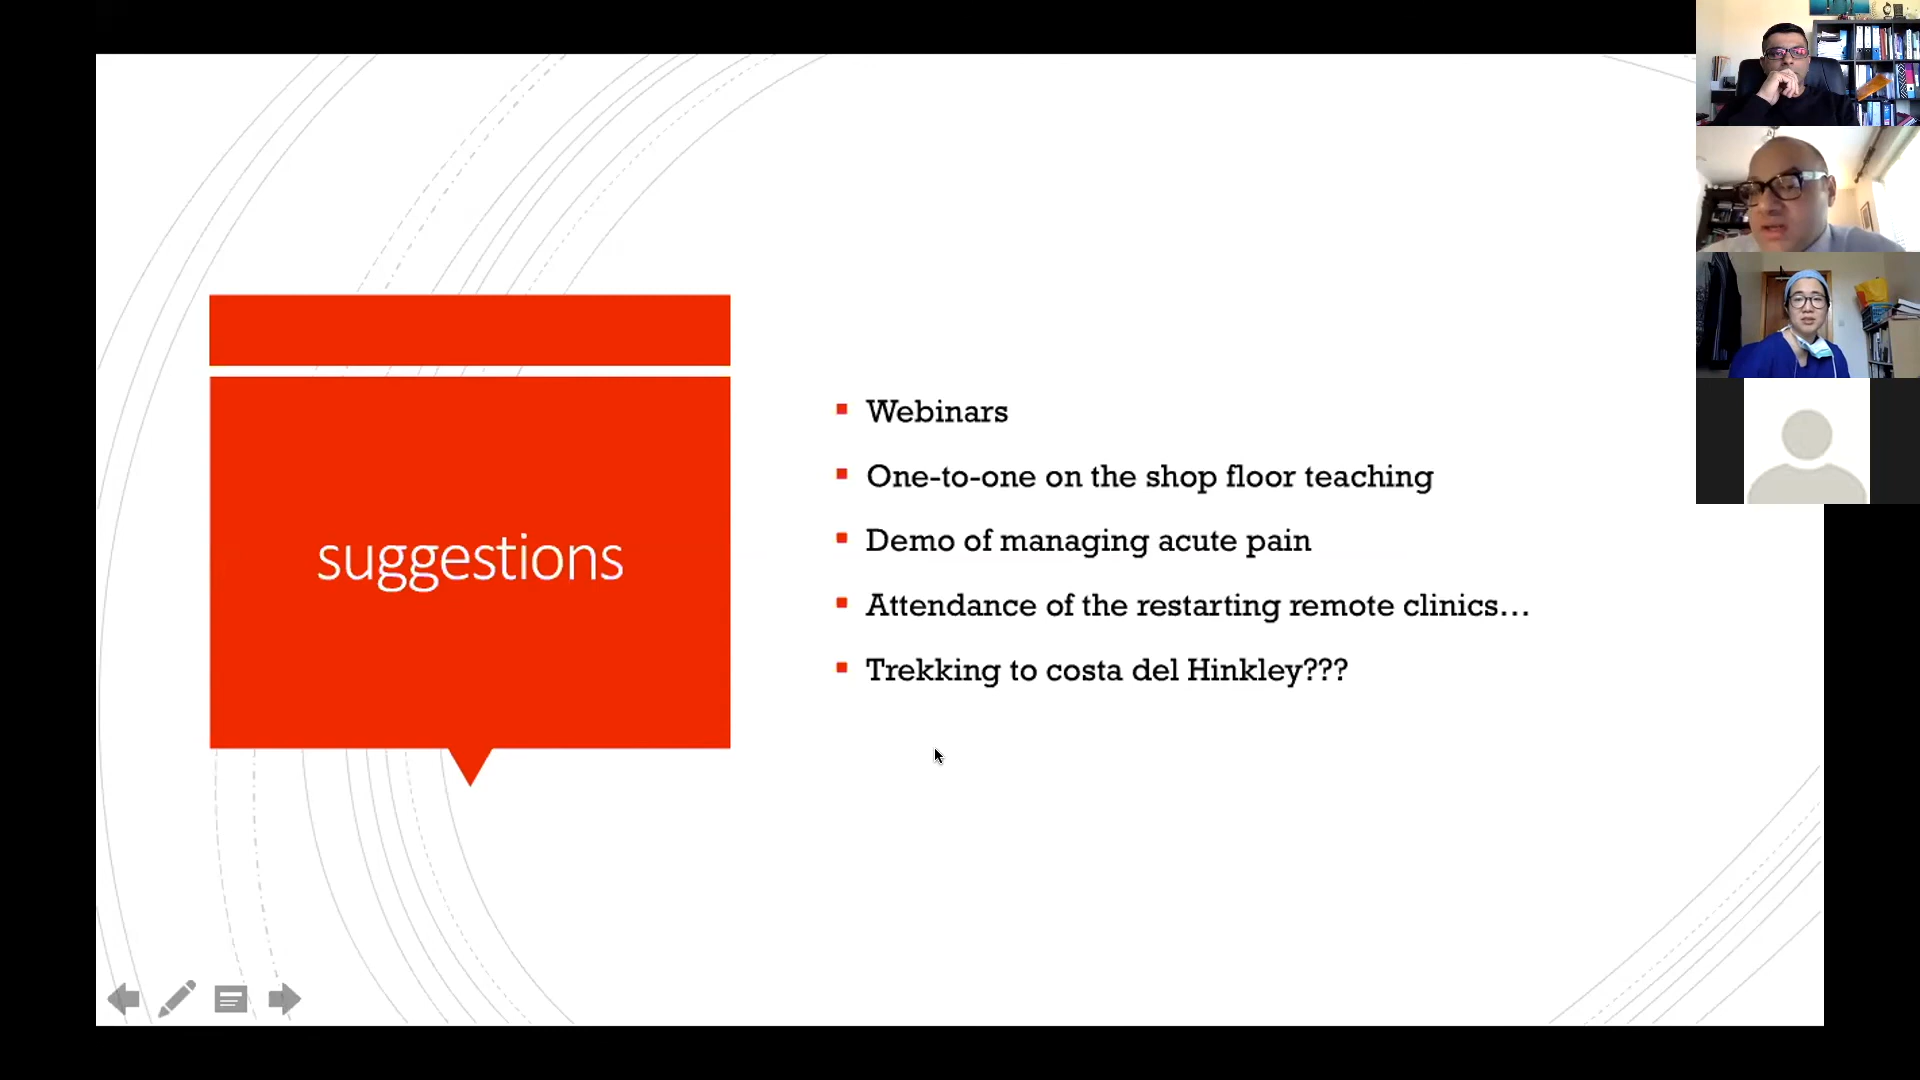 suggestions
Webinars
One-to-one on the shop floor teaching
Demo of managing acute pain
Attendance of the restarting remote clinics...
Trekking to costa del Hinkley???